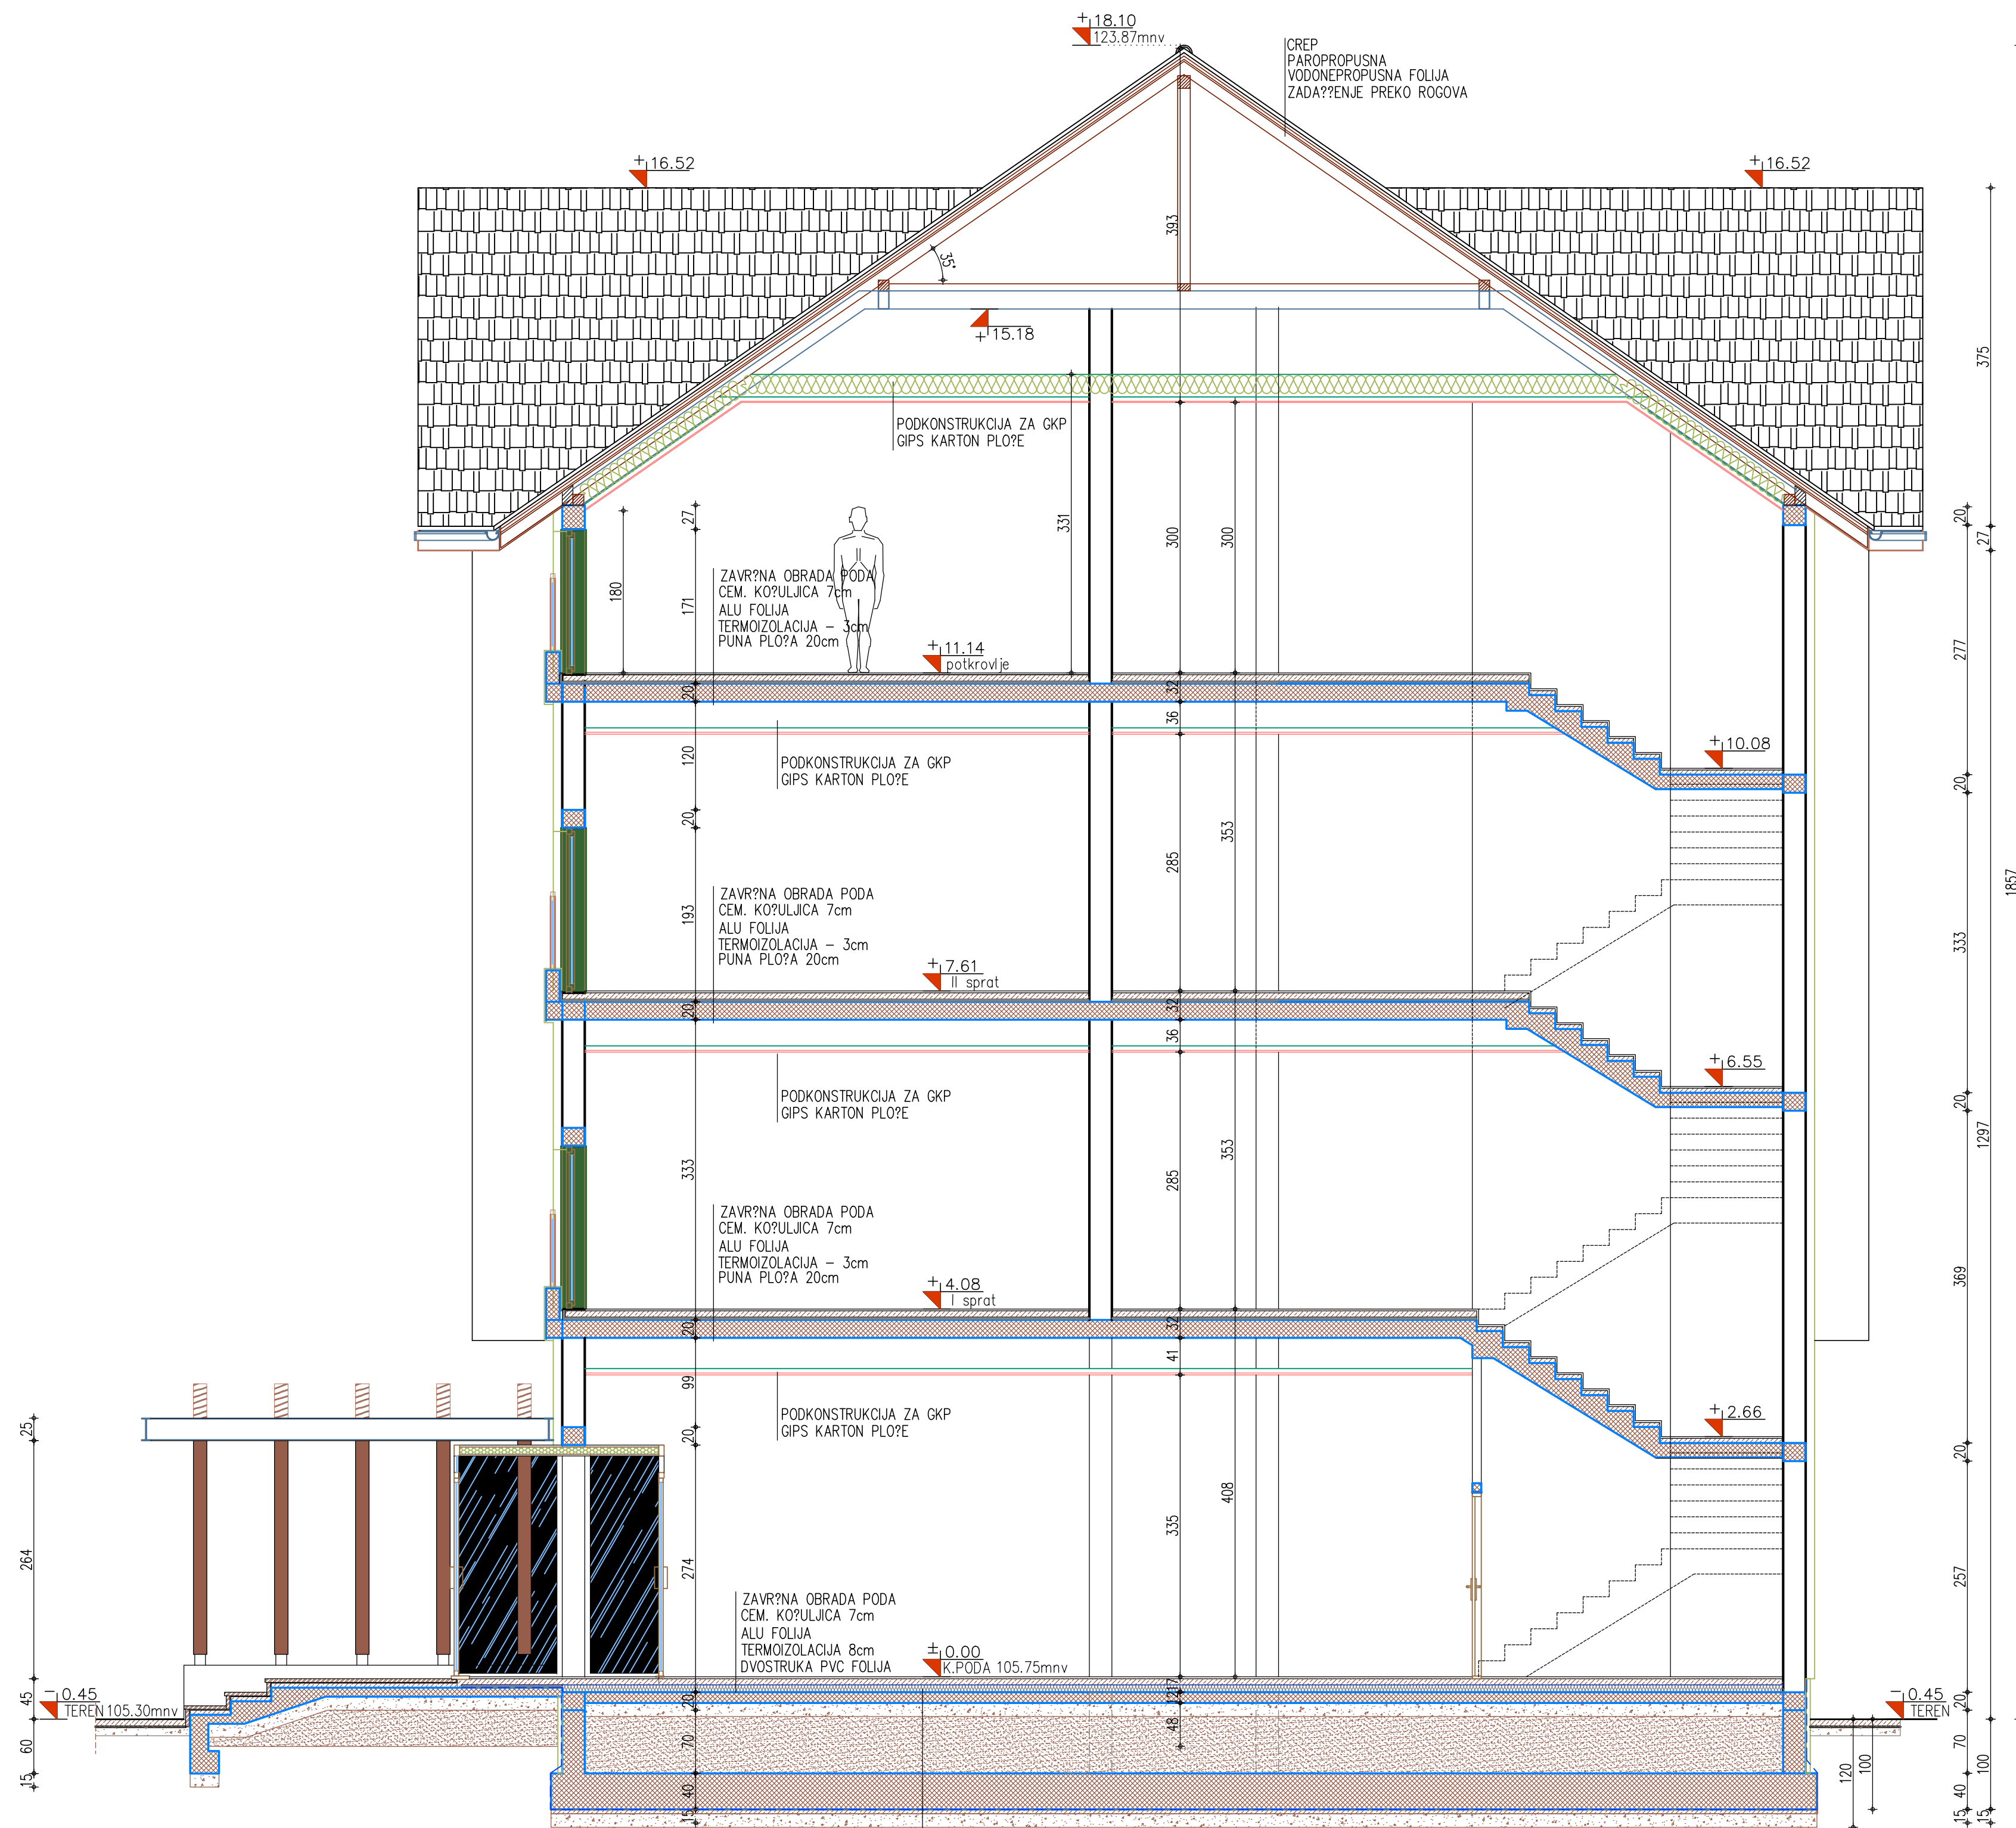 +18.10
123.87mnv
CREP
PAROPROPUSNA
VODONEPROPUSNA FOLIJA
ZADA??ENJE PREKO ROGOVA
+16.52
+16.52
393
35°
+15.18
375
PODKONSTRUKCIJA ZA GKP
GIPS KARTON PLO?E
331
300
300
27
20
27
180
171
ZAVR?NA OBRADA PODA
CEM. KO?ULJICA 7cm
ALU FOLIJA
TERMOIZOLACIJA - 3cm
PUNA PLO?A 20cm
+11.14
potkrovlje
277
20
32
36
120
PODKONSTRUKCIJA ZA GKP
GIPS KARTON PLO?E
+10.08
20
20
353
285
1857
193
ZAVR?NA OBRADA PODA
CEM. KO?ULJICA 7cm
ALU FOLIJA
TERMOIZOLACIJA - 3cm
PUNA PLO?A 20cm
+7.61
II sprat
333
20
32
36
PODKONSTRUKCIJA ZA GKP
GIPS KARTON PLO?E
+6.55
20
1297
353
285
333
ZAVR?NA OBRADA PODA
CEM. KO?ULJICA 7cm
ALU FOLIJA
TERMOIZOLACIJA - 3cm
PUNA PLO?A 20cm
+4.08
I sprat
369
20
32
41
99
PODKONSTRUKCIJA ZA GKP
GIPS KARTON PLO?E
+2.66
25
20
20
408
335
264
274
257
ZAVR?NA OBRADA PODA
CEM. KO?ULJICA 7cm
ALU FOLIJA
TERMOIZOLACIJA 8cm
DVOSTRUKA PVC FOLIJA
±0.00
K.PODA 105.75mnv
45
-0.45
TEREN 105.30mnv
20
1217
48
20
-0.45
TEREN
60
70
70
100
120
100
15
40
40
15
15
15